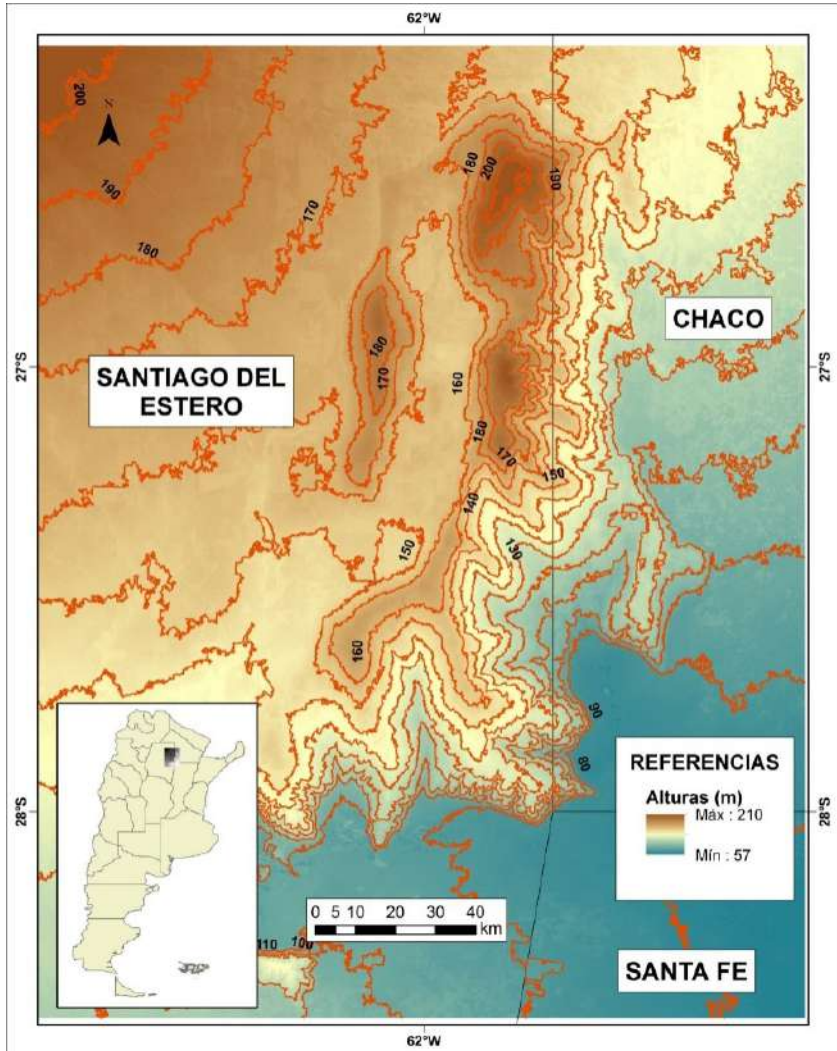 62°W
200
N
190
180
170
180
200
190
CHACO
27°S
27°S
SANTIAGO DEL
ESTERO
180
170
160
180
170
150
140
150
130
160
90
80
REFERENCIAS
Alturas (m)
Máx : 210
Mín : 57
28°S
28°S
0 5 10 20 30 40
km
110
100
SANTA FE
62°W